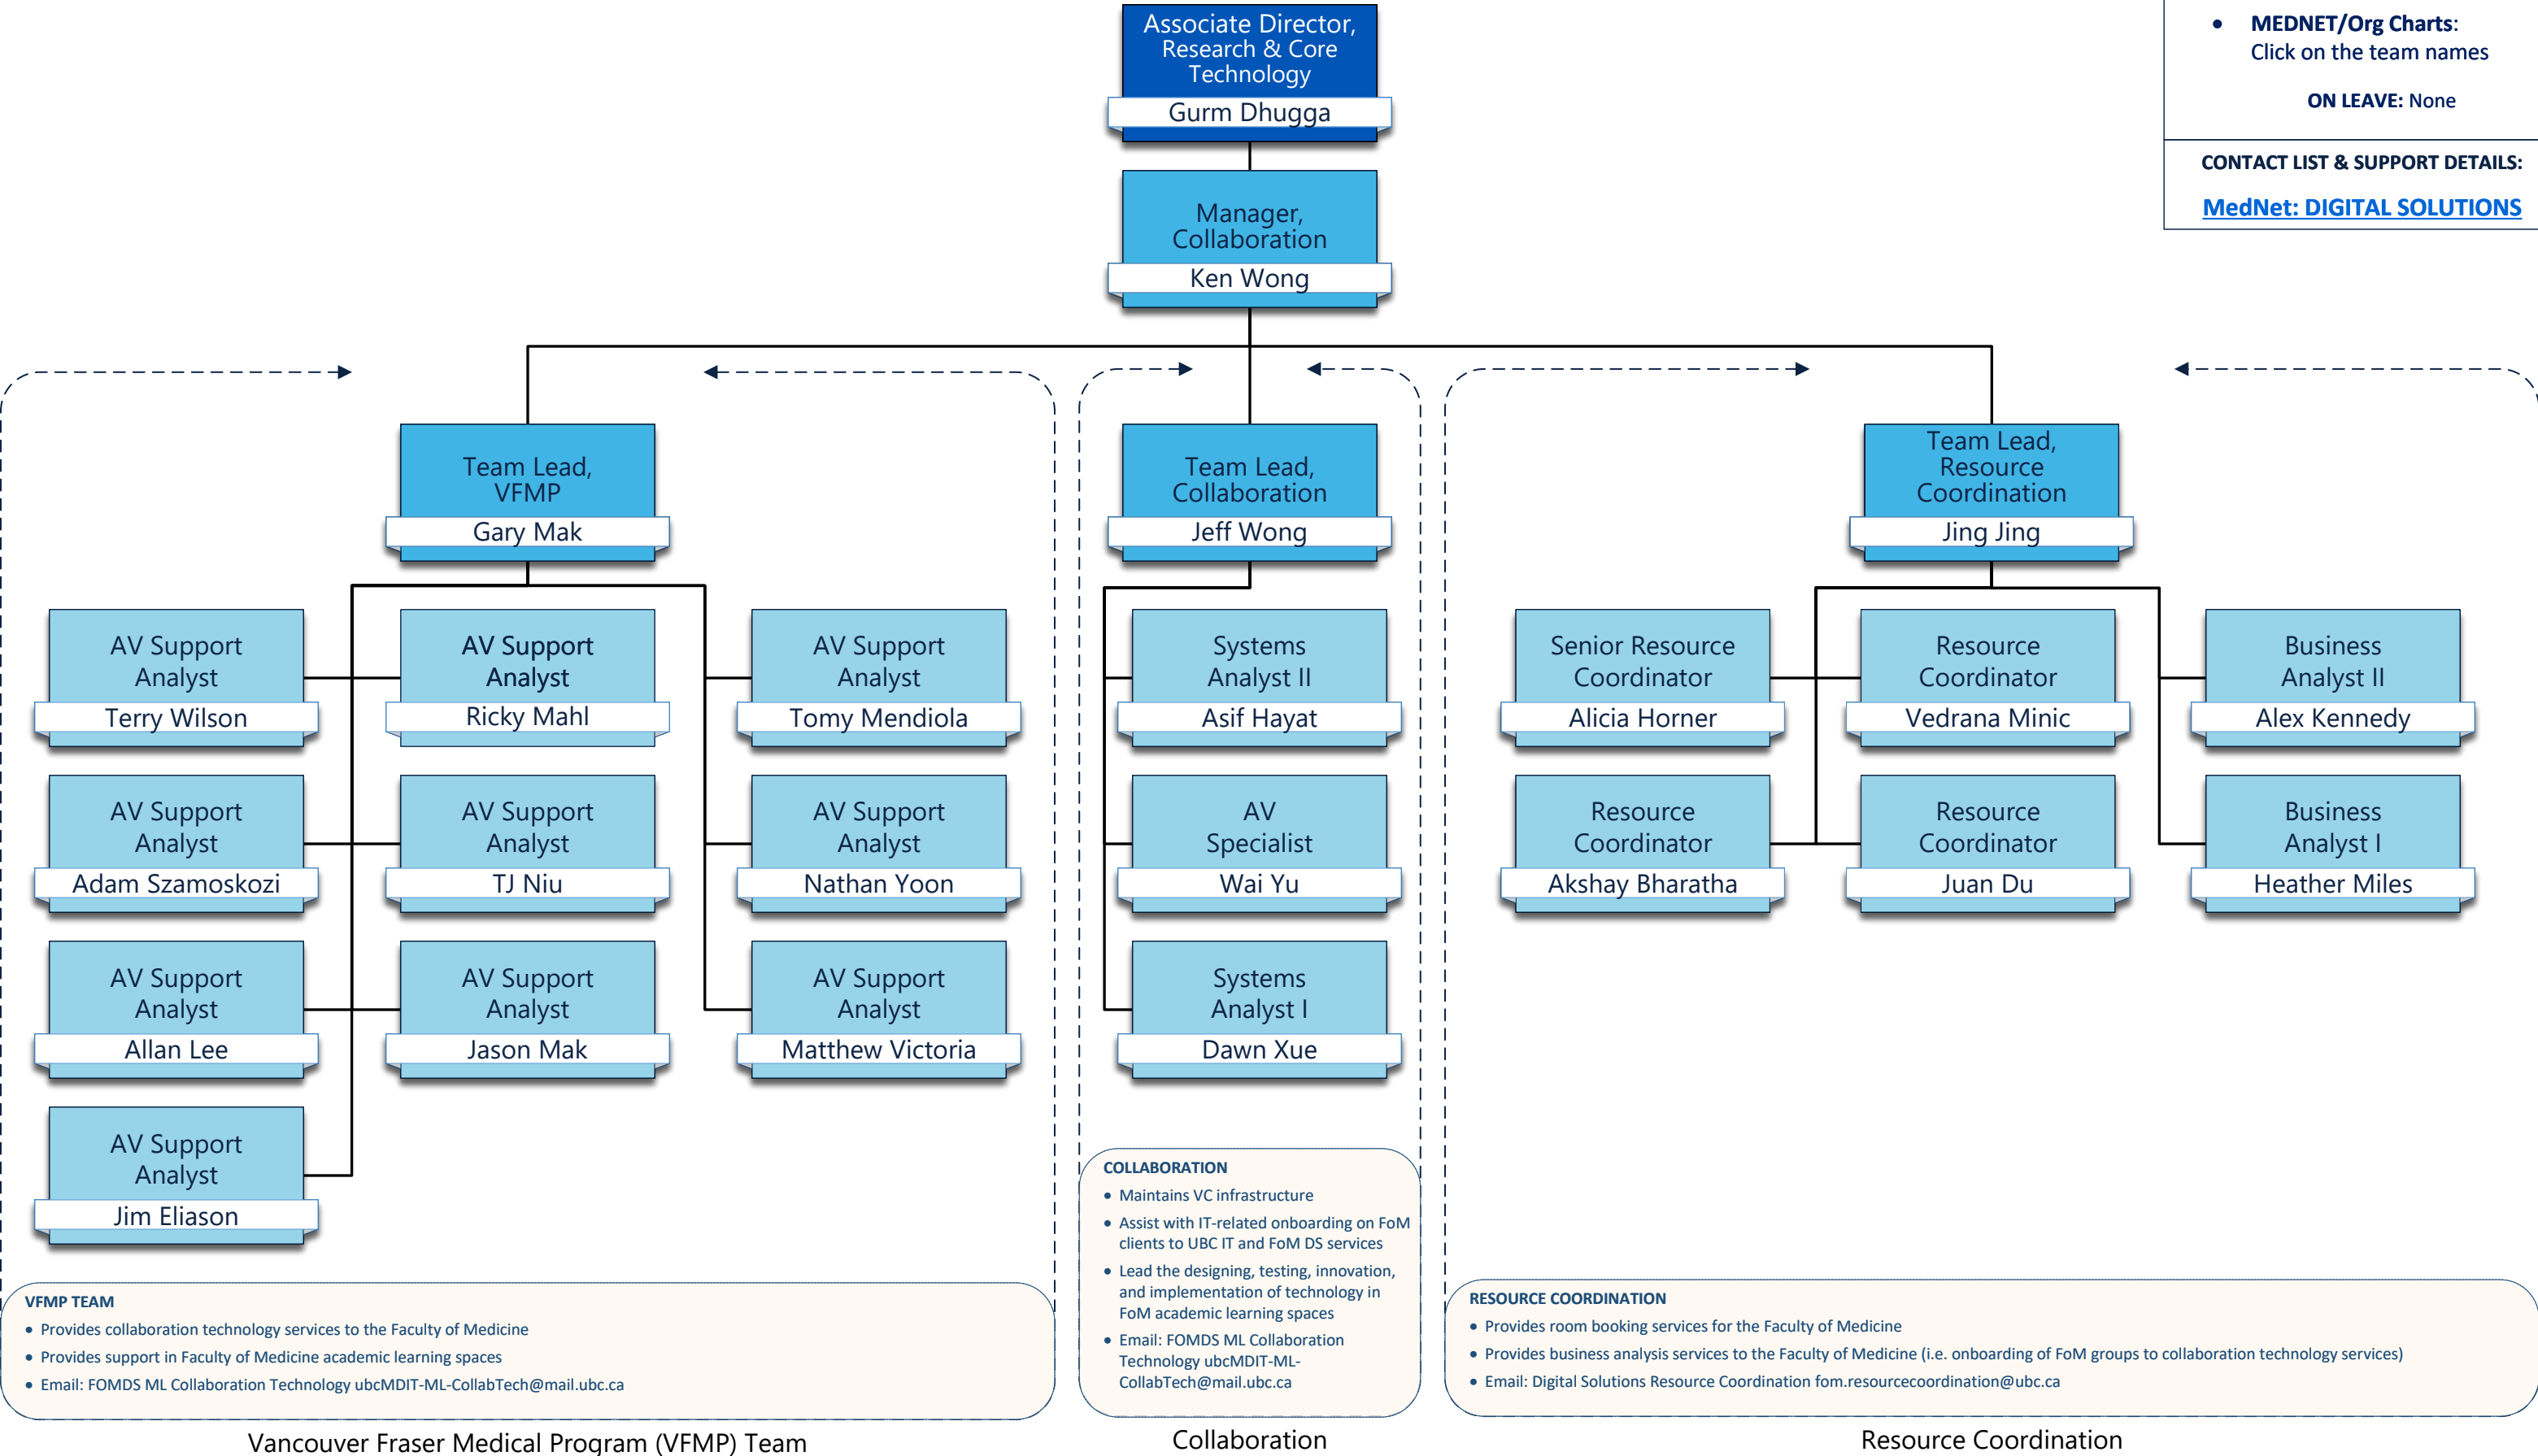 Associate Director,
Research & Core
Technology
Gurm Dhugga
• MEDNET/Org Charts:
Click on the team names
ON LEAVE: None
CONTACT LIST & SUPPORT DETAILS:
MedNet: DIGITAL SOLUTIONS
Manager,
Collaboration
Ken Wong
Team Lead,
VFMP
Gary Mak
AV Support
Analyst
Terry Wilson
AV Support
Analyst
Ricky Mahl
AV Support
Analyst
Tomy Mendiola
AV Support
Analyst
Adam Szamoskozi
AV Support
Analyst
TJ Niu
AV Support
Analyst
Nathan Yoon
AV Support
Analyst
Allan Lee
AV Support
Analyst
Jason Mak
AV Support
Analyst
Matthew Victoria
AV Support
Analyst
Jim Eliason
VFMP TEAM
• Provides collaboration technology services to the Faculty of Medicine
• Provides support in Faculty of Medicine academic learning spaces
• Email: FOMDS ML Collaboration Technology ubcMDIT-ML-CollabTech@mail.ubc.ca
Vancouver Fraser Medical Program (VFMP) Team
Team Lead,
Collaboration
Jeff Wong
Systems
Analyst II
Asif Hayat
AV
Specialist
Wai Yu
Systems
Analyst I
Dawn Xue
COLLABORATION
• Maintains VC infrastructure
• Assist with IT-related onboarding on FoM
clients to UBC IT and FoM DS services
• Lead the designing, testing, innovation,
and implementation of technology in
FoM academic learning spaces
• Email: FOMDS ML Collaboration
Technology ubcMDIT-ML-
CollabTech@mail.ubc.ca
Collaboration
Team Lead,
Resource
Coordination
Jing Jing
Senior Resource
Coordinator
Alicia Horner
Resource
Coordinator
Vedrana Minic
Business
Analyst II
Alex Kennedy
Resource
Coordinator
Akshay Bharatha
Resource
Coordinator
Juan Du
Business
Analyst I
Heather Miles
RESOURCE COORDINATION
• Provides room booking services for the Faculty of Medicine
• Provides business analysis services to the Faculty of Medicine (i.e. onboarding of FoM groups to collaboration technology services)
• Email: Digital Solutions Resource Coordination fom.resourcecoordination@ubc.ca
Resource Coordination